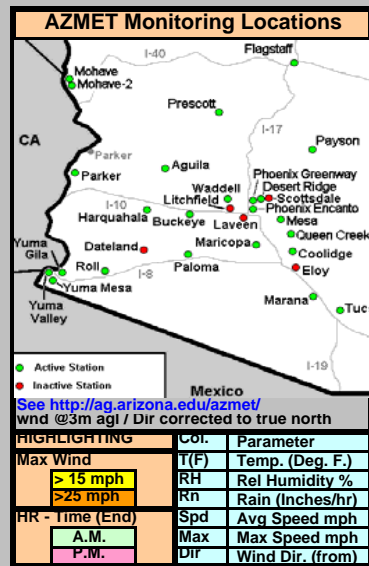 AZMET Monitoring Locations
I-40
Flagstaff
Mohave
Mohave-2
Prescott
I-17
CA
Parker
Payson
Aguila
Parker
Phoenix Greenway
Waddell
Desert Ridge
Litchfield
Scottsdale
I-10
Phoenix Encanto
Harquahala
Buckeye
Laveen
Mesa
Yuma
Gila
Dateland
Maricopa
Queen Creek
Coolidge
Roll
I-8
Paloma
Eloy
Yuma
Valley
Yuma Mesa
Marana
Tuc
I-19
Active Station
Inactive Station
Mexico
See http://ag.arizona.edu/azmet/
wnd @3m agl / Dir corrected to true north
HIGHLIGHTING
Col. Parameter
Max Wind
T(F) Temp. (Deg. F.)
> 15 mph
RH Rel Humidity %
>25 mph
Rn Rain (Inches/hr)
HR - Time (End)
Spd Avg Speed mph
A.M.
Max Max Speed mph
P.M.
Dir Wind Dir. (from)